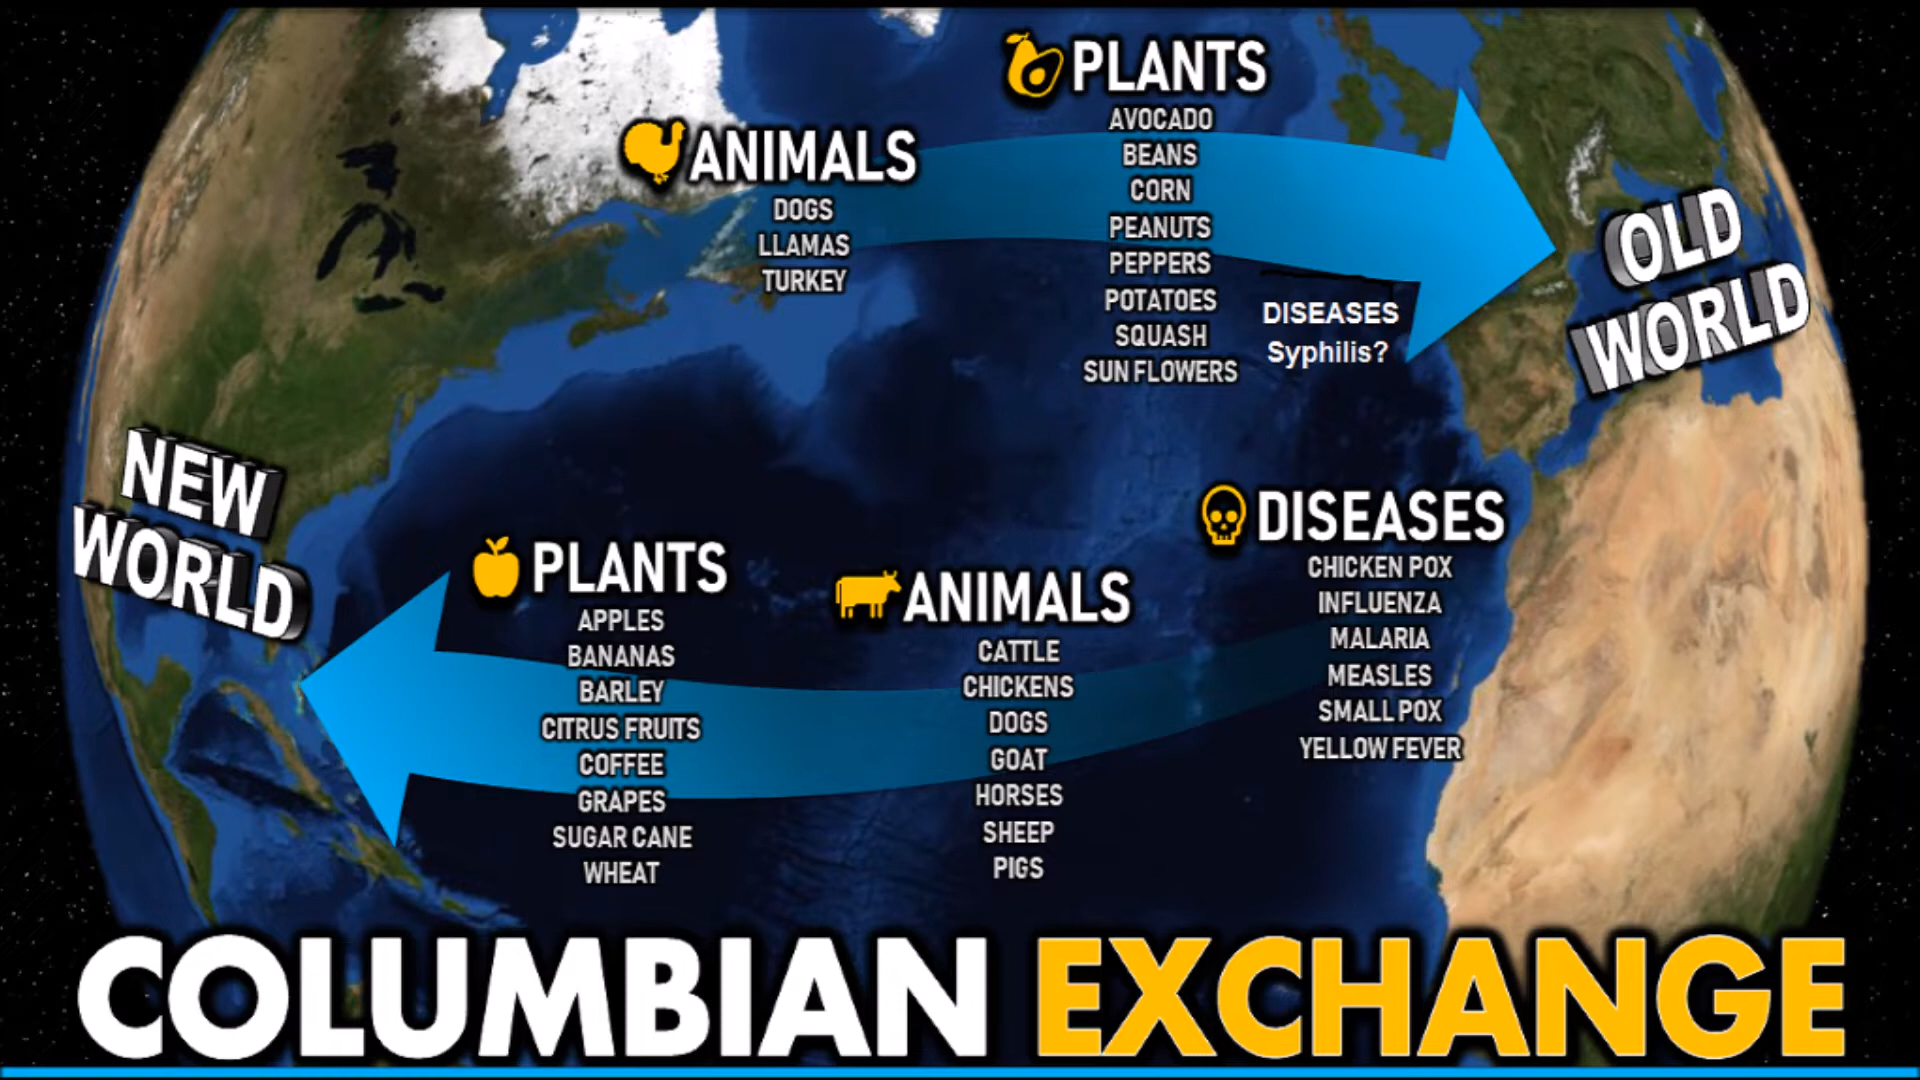 PLANTS
AVOCADO
BEANS
CORN
PEANUTS
PEPPERS
POTATOES
SQUASH
SUN FLOWERS
ANIMALS
DOGS
LLAMAS
TURKEY
DISEASES
Syphilis?
OLD
WORLD
NEW
WORLD
PLANTS
APPLES
BANANAS
BARLEY
CITRUS FRUITS
COFFEE
GRAPES
SUGAR CANE
WHEAT
ANIMALS
CATTLE
CHICKENS
DOGS
GOAT
HORSES
SHEEP
PIGS
DISEASES
CHICKEN POX
INFLUENZA
MALARIA
MEASLES
SMALL POX
YELLOW FEVER
COLUMBIAN EXCHANGE